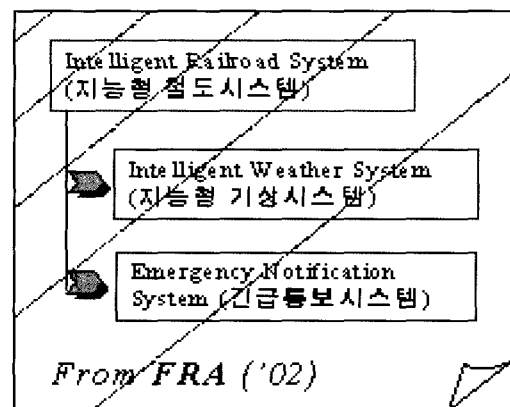 Intelligent Railroad System
(지능형 철도시스템)
Intelligent Weather System
(지능형 기상시스템)
Emergency Notification
System (긴급통보시스템)
From FRA ('02)